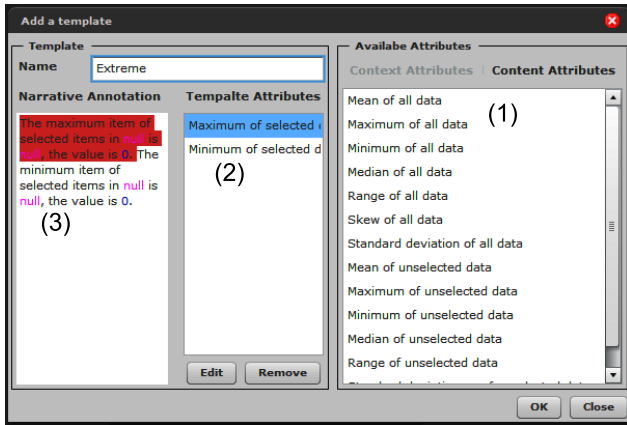 Add a template
Template
Name
Extreme
Narrative Annotation
The maximum item of
selected items in null is
null, the value is 0. The
minimum item of
selected items in null is
null, the value is 0.
(3)
Tempalte Attributes
Maximum of selected
Minimum of selected d
(2)
Edit
Remove
Availabe Attributes
Context Attributes | Content Attributes
Mean of all data
(1)
Maximum of all data
Minimum of all data
Median of all data
Range of all data
Skew of all data
Standard deviation of all data
Mean of unselected data
Maximum of unselected data
Minimum of unselected data
Median of unselected data
Range of unselected data
OK
Close